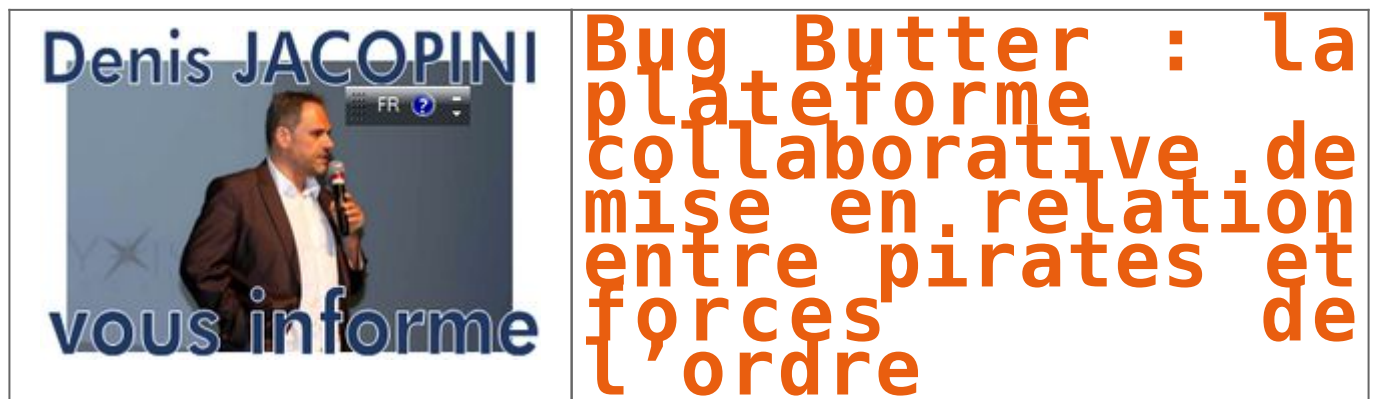 Denis JACOPINI
FR ?
vous informe
Bug Butter : la
plateforme
collaborative de
mise en relation
entre pirates et
forces de
l’ordre